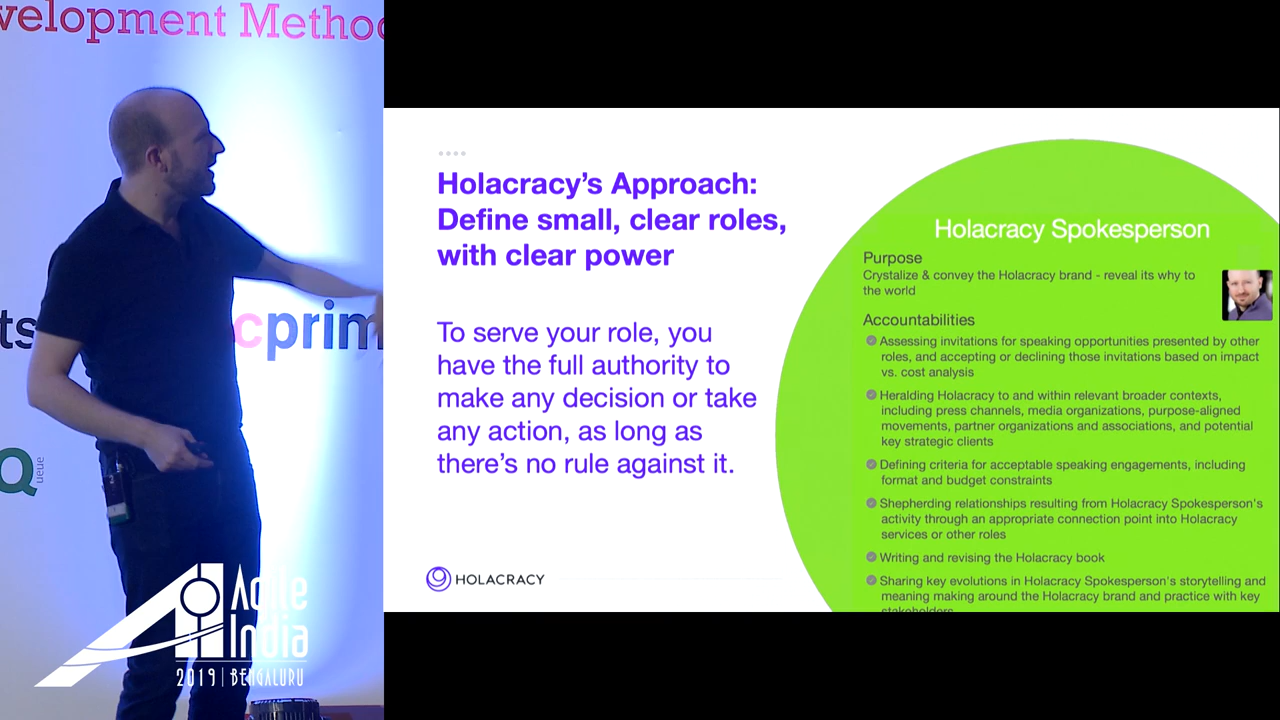 velopment Metho
ts
cprim
Q
ueue
Agile
India
2019 | BENGALURU
Holacracy's Approach:
Define small, clear roles,
with clear power
To serve your role, you
have the full authority to
make any decision or take
any action, as long as
there's no rule against it.
HOLACRACY
Holacracy Spokesperson
Purpose
Crystalize & convey the Holacracy brand - reveal its why to
the world
Accountabilities
Assessing invitations for speaking opportunities presented by other
roles, and accepting or declining those invitations based on impact
vs. cost analysis
Heralding Holacracy to and within relevant broader contexts,
including press channels, media organizations, purpose-aligned
movements, partner organizations and associations, and potential
key strategic clients
Defining criteria for acceptable speaking engagements, including
format and budget constraints
Shepherding relationships resulting from Holacracy Spokesperson's
activity through an appropriate connection point into Holacracy
services or other roles
Writing and revising the Holacracy book
Sharing key evolutions in Holacracy Spokesperson's storytelling and
meaning making around the Holacracy brand and practice with key
stakeholders